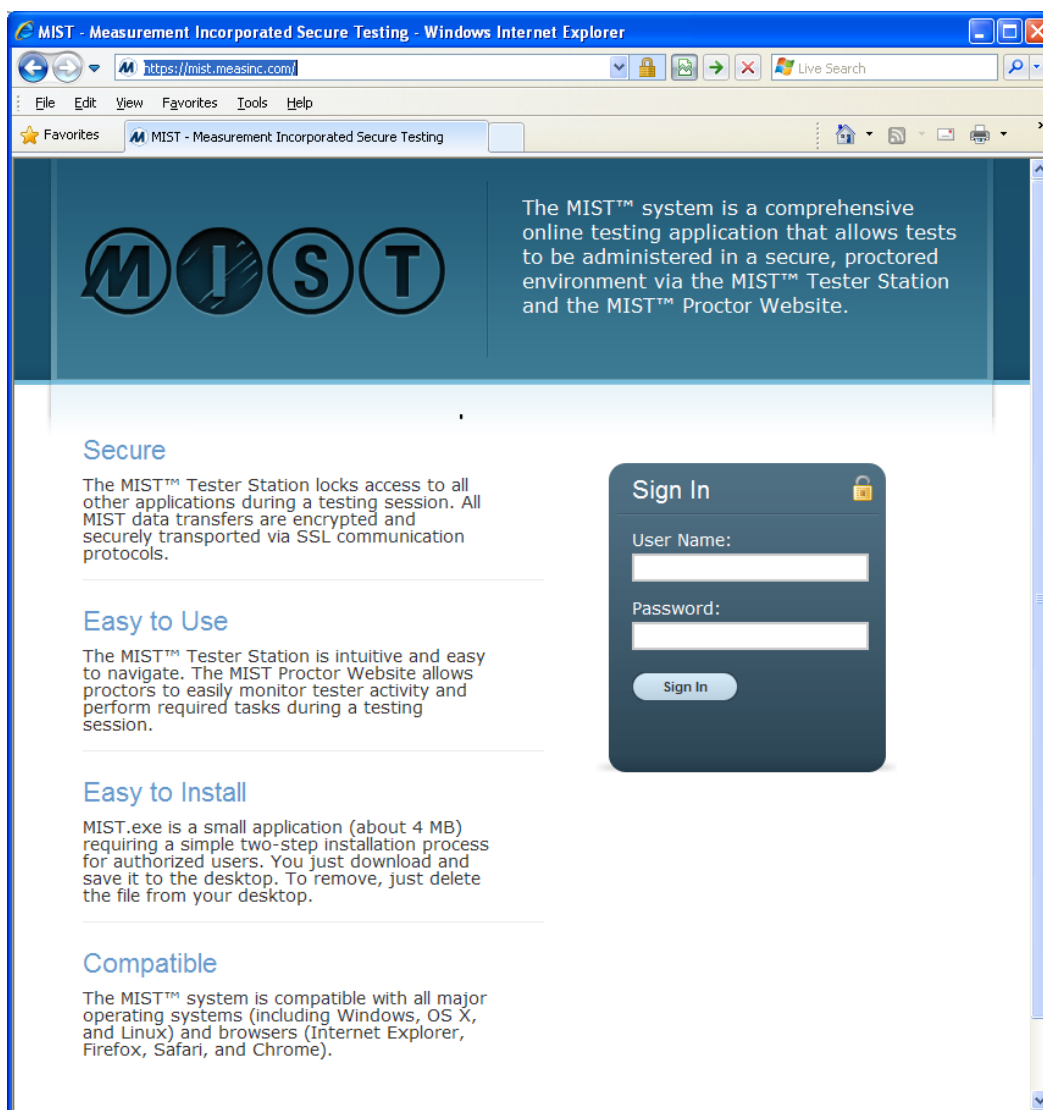 MIST - Measurement Incorporated Secure Testing - Windows Internet Explorer
https://mist.measinc.com/
Live Search
File Edit View Favorites Tools Help
Favorites
MIST - Measurement Incorporated Secure Testing
MIST
The MIST™ system is a comprehensive
online testing application that allows tests
to be administered in a secure, proctored
environment via the MIST™ Tester Station
and the MIST™ Proctor Website.
Secure
The MIST™ Tester Station locks access to all
other applications during a testing session. All
MIST data transfers are encrypted and
securely transported via SSL communication
protocols.
Easy to Use
The MIST™ Tester Station is intuitive and easy
to navigate. The MIST Proctor Website allows
proctors to easily monitor tester activity and
perform required tasks during a testing
session.
Easy to Install
MIST.exe is a small application (about 4 MB)
requiring a simple two-step installation process
for authorized users. You just download and
save it to the desktop. To remove, just delete
the file from your desktop.
Compatible
The MIST™ system is compatible with all major
operating systems (including Windows, OS X,
and Linux) and browsers (Internet Explorer,
Firefox, Safari, and Chrome).
Sign In
User Name:
Password:
Sign In